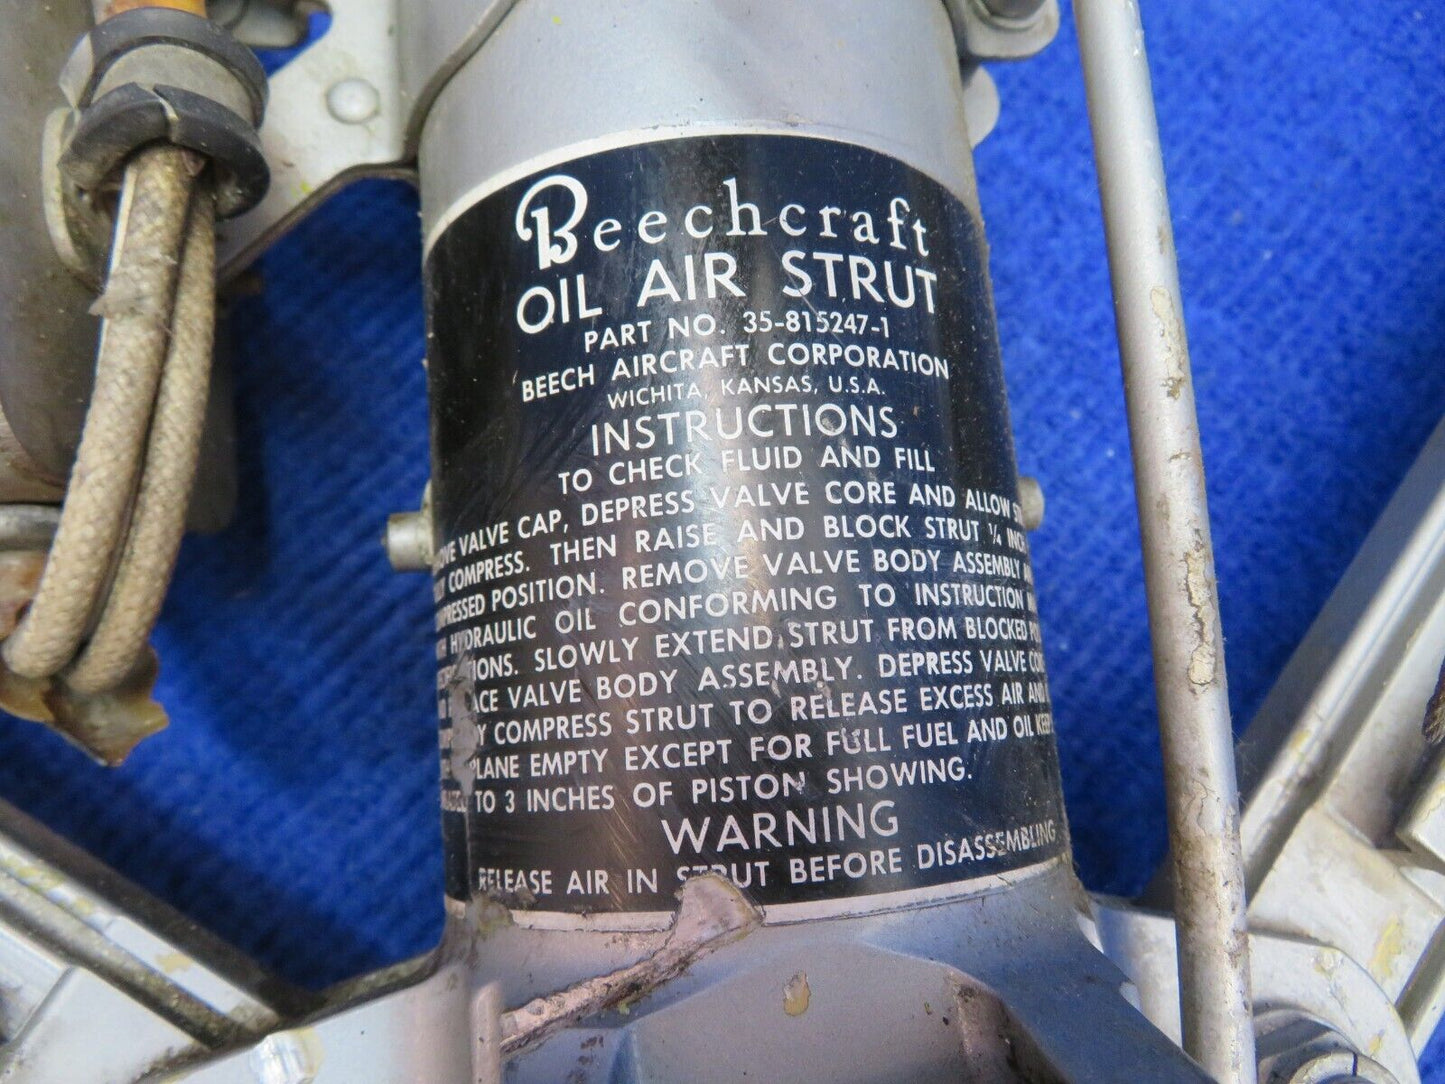 Beechcraft
OIL AIR STRUT
PART NO. 35-815247-1
BEECH AIRCRAFT CORPORATION
WICHITA, KANSAS, U.S.A.
INSTRUCTIONS
TO CHECK FLUID AND FILL
VALVE CAP, DEPRESS VALVE CORE AND ALLOW
COMPRESS. THEN RAISE AND BLOCK STRUT ¼ INCH
POSITION. REMOVE VALVE BODY ASSEMBLY
HYDRAULIC OIL CONFORMING TO INSTRUCTION
SLOWLY EXTEND STRUT FROM BLOCKED
VALVE BODY ASSEMBLY. DEPRESS VALVE
COMPRESS STRUT TO RELEASE EXCESS AIR
PLANE EMPTY EXCEPT FOR FULL FUEL AND OIL KEEP
TO 3 INCHES OF PISTON SHOWING.
WARNING
RELEASE AIR IN STRUT BEFORE DISASSEMBLING